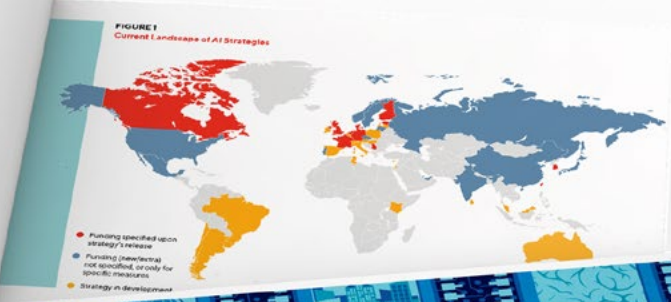 FIGURE 1
Current Landscape of AI Strategies
Funding specified upon
strategy's release
Funding (new/extra)
not specified, or only for
specific measures
Strategy in development